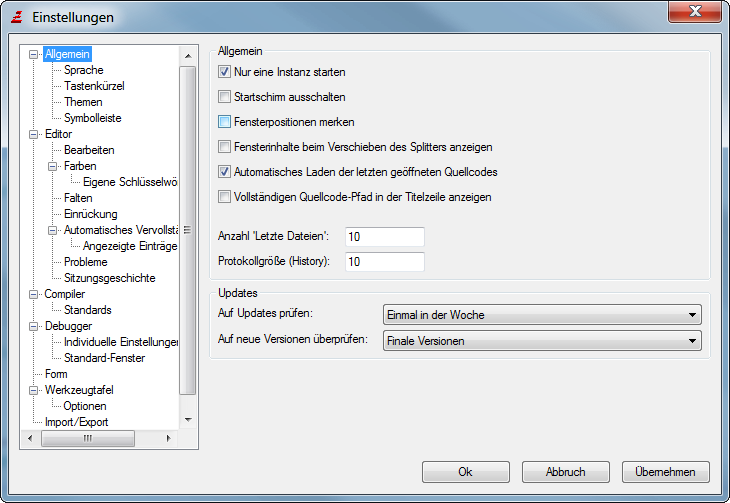 Einstellungen
Allgemein
Sprache
Tastenkürzel
Themen
Symbolleiste
Editor
Bearbeiten
Farben
Eigene Schlüsselwö
Falten
Einrückung
Automatisches Vervollstä
Angezeigte Einträge
Probleme
Sitzungsgeschichte
Compiler
Standards
Debugger
Individuelle Einstellungen
Standard-Fenster
Form
Werkzeugtafel
Optionen
Import/Export
Allgemein
Nur eine Instanz starten
Startschirm ausschalten
Fensterpositionen merken
Fensterinhalte beim Verschieben des Splitters anzeigen
Automatisches Laden der letzten geöffneten Quellcodes
Vollständigen Quellcode-Pfad in der Titelzeile anzeigen
Anzahl 'Letzte Dateien': 10
Protokollgröße (History): 10
Updates
Auf Updates prüfen: Einmal in der Woche
Auf neue Versionen überprüfen: Finale Versionen
Ok Abbruch Übernehmen